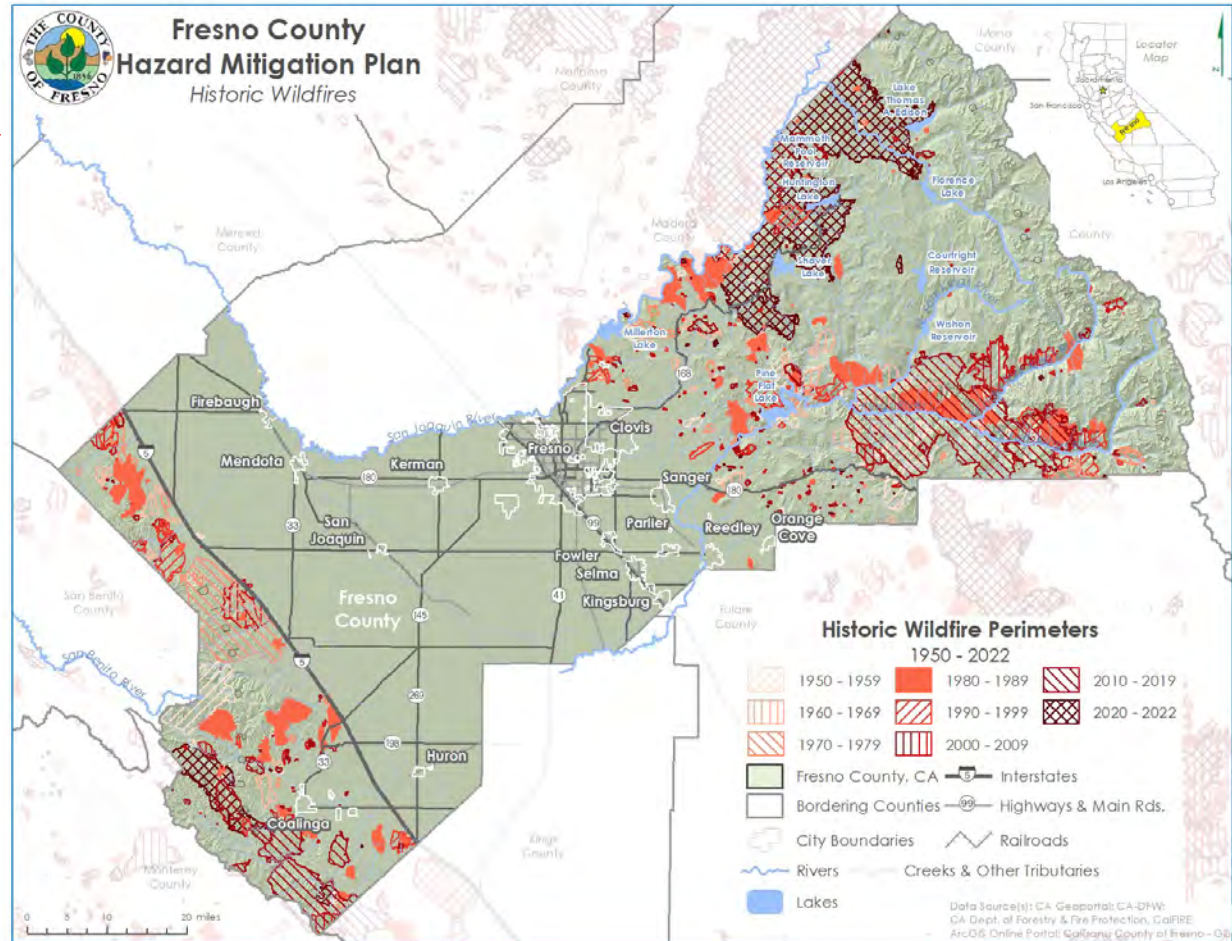 THE COUNTY
OF FRESNO
1856
Fresno County
Hazard Mitigation Plan
Historic Wildfires
Mono
County
Locator
Map
Sacramento
San Francisco
Fresno
Los Angeles
Mariposa
County
Merced
County
Madera
County
County
Lake
Thomas
A. Edison
Mammoth
Pool
Reservoir
Huntington
Lake
Florence
Lake
Shaver
Lake
Courtright
Reservoir
Wishon
Reservoir
Millerton
Lake
168
Pine
Flat
Lake
Firebaugh
San Joaquin River
Clovis
Fresno
5
Mendota
Kerman
180
Sanger
180
33
San
Joaquin
99
Parlier
Reedley
Orange
Cove
Fowler
Selma
Kingsburg
41
San Benito
County
Fresno
County
145
Tulare
County
San Benito River
5
269
198
33
Huron
Coalinga
Kings
County
Monterey
County
0 5 10 20 miles
Historic Wildfire Perimeters
1950 - 2022
1950 - 1959
1980 - 1989
2010 - 2019
1960 - 1969
1990 - 1999
2020 - 2022
1970 - 1979
2000 - 2009
Fresno County, CA
5 Interstates
Bordering Counties
99 Highways & Main Rds.
City Boundaries
Railroads
Rivers
Creeks & Other Tributaries
Lakes
Data Source(s): CA Geoportal; CA-DFW;
CA Dept. of Forestry & Fire Protection, CalFIRE
ArcGIS Online Portal; County of Fresno - GIS